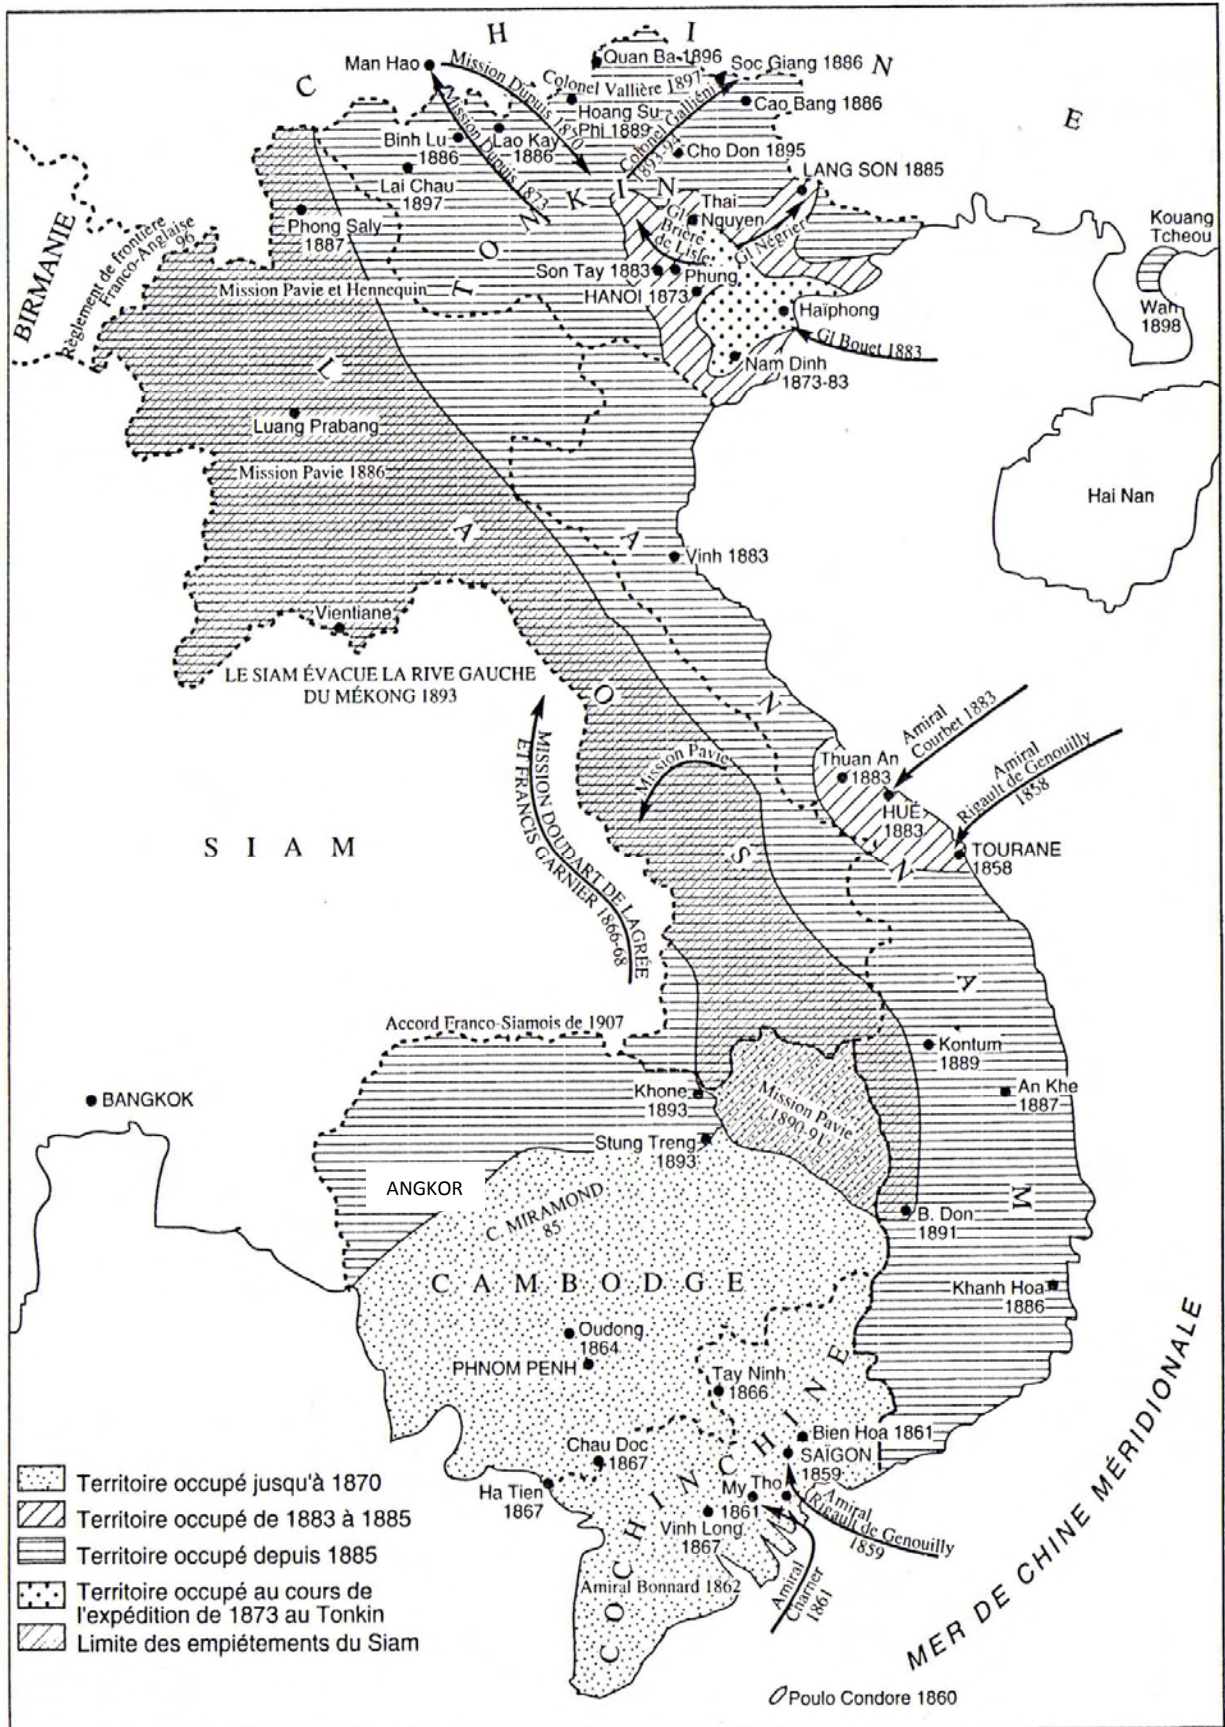 C H I N E
Man Hao
Mission Dupuis 1870
Mission Dupuis 1873
Quan Ba 1896
Colonel Vallière 1897
Soc Giang 1886
Hoang Su
Phi 1889
Colonel Galliéni
1893-94
Cao Bang 1886
Binh Lu
1886
Lao Kay
1886
Cho Don 1895
Lai Chau
1897
LANG SON 1885
T O N K I N
Thai
Nguyen
Gl
Brière
de Lisle
Gl Négrier
Phong Saly
1887
BIRMANIE
Règlement de frontière
Franco-Anglaise
96
Mission Pavie et Hennequin
Son Tay 1883
Phung
HANOI 1873
Haïphong
Gl Bouet 1883
Nam Dinh
1873-83
Kouang
Tcheou
Wan
1898
Hai Nan
L A O S
Luang Prabang
Mission Pavie 1886
Vinh 1883
Vientiane
LE SIAM ÉVACUE LA RIVE GAUCHE
DU MÉKONG 1893
MISSION DOUDART DE LAGRÉE
ET FRANCIS GARNIER 1866-68
Mission Pavie
A N N A M
Amiral
Courbet 1883
Thuan An
1883
HUÉ
1883
Amiral
Rigault de Genouilly
1858
TOURANE
1858
S I A M
Accord Franco-Siamois de 1907
Kontum
1889
An Khe
1887
BANGKOK
Khone
1893
Mission Pavie
1890-91
Stung Treng
1893
ANGKOR
C. MIRAMOND
85
B. Don
1891
C A M B O D G E
Khanh Hoa
1886
Oudong
1864
PHNOM PENH
Tay Ninh
1866
C O C H I N C H I N E
Bien Hoa 1861
SAÏGON
1859
Chau Doc
1867
Ha Tien
1867
My Tho
1861
Vinh Long
1867
Amiral
Rigault de Genouilly
1859
Amiral Bonnard 1862
Amiral
Charner
1861
MER DE CHINE MÉRIDIONALE
Poulo Condore 1860
Territoire occupé jusqu'à 1870
Territoire occupé de 1883 à 1885
Territoire occupé depuis 1885
Territoire occupé au cours de
l'expédition de 1873 au Tonkin
Limite des empiétements du Siam